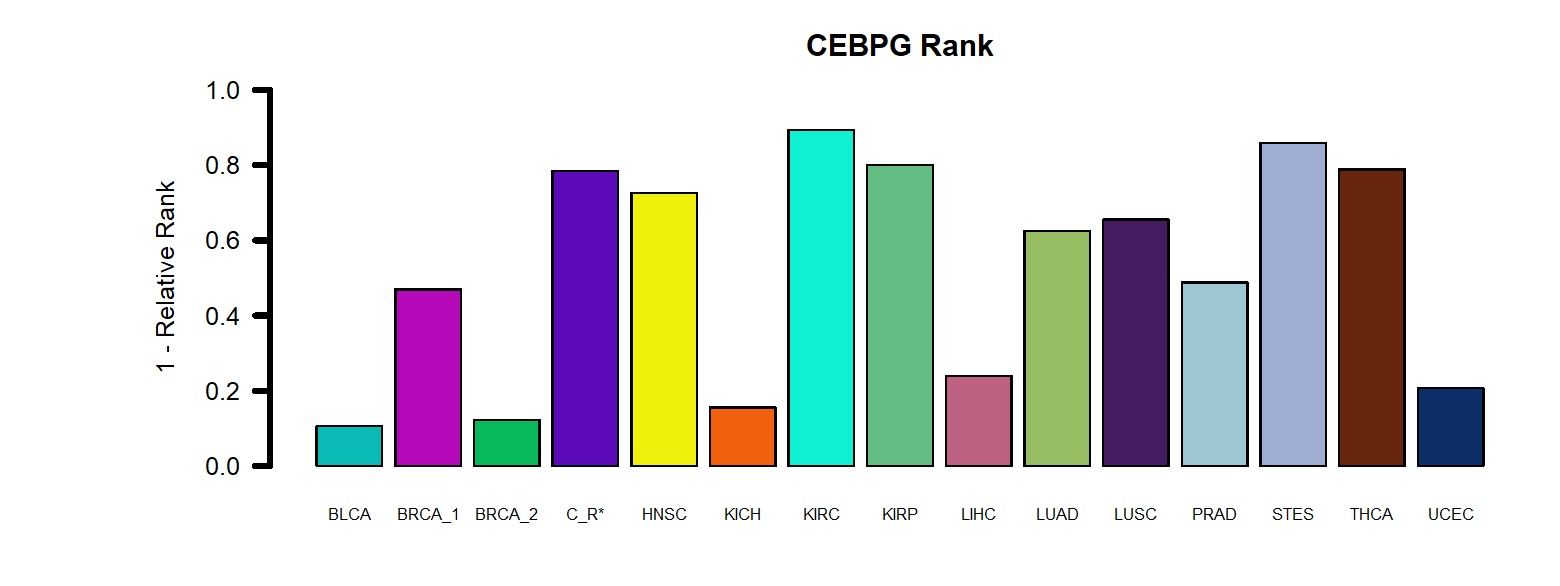 CEBPG Rank
1 - Relative Rank
1.0
0.8
0.6
0.4
0.2
0.0
BLCA BRCA_1 BRCA_2 C_R* HNSC KICH KIRC KIRP LIHC LUAD LUSC PRAD STES THCA UCEC